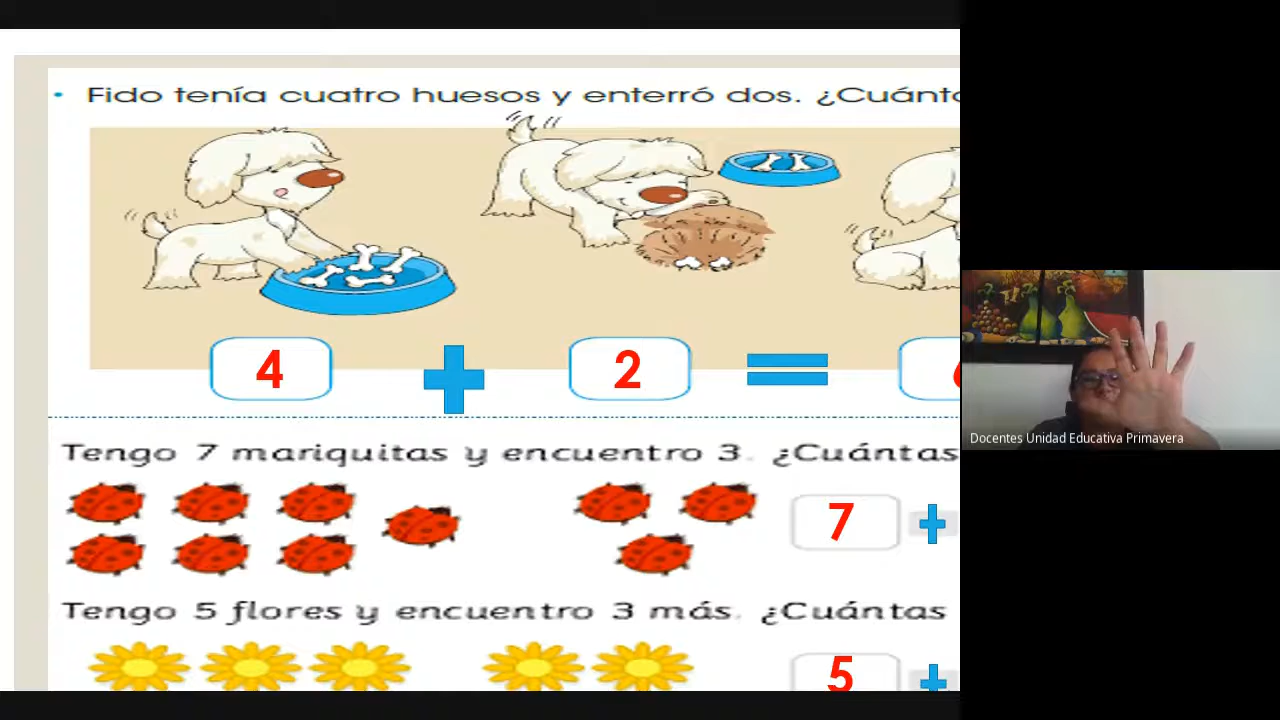 • Fido tenía cuatro huesos y enterró dos.
4 + 2 =
Tengo 7 mariquitas y encuentro 3. ¿Cuántas
7 +
Tengo 5 flores y encuentro 3 más. ¿Cuántas
5 +
Docentes Unidad Educativa Primavera